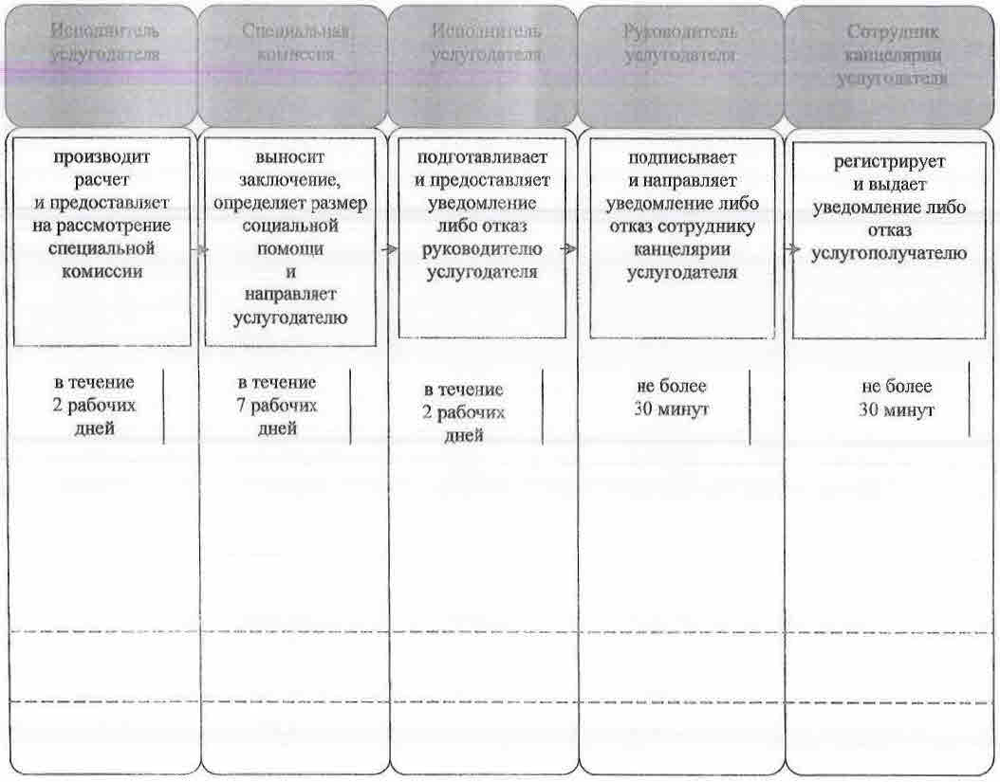 Исполнитель
услугодателя
Специальная
комиссия
Исполнитель
услугодателя
Руководитель
услугодателя
Сотрудник
канцелярии
услугодателя
производит
расчет
и предоставляет
на рассмотрение
специальной
комиссии
выносит
заключение,
определяет размер
социальной
помощи
и
направляет
услугодателю
подготавливает
и предоставляет
уведомление
либо отказ
руководителю
услугодателя
подписывает
и направляет
уведомление либо
отказ сотруднику
канцелярии
услугодателя
регистрирует
и выдает
уведомление либо
отказ
услугополучателю
в течение
2 рабочих
дней
в течение
7 рабочих
дней
в течение
2 рабочих
дней
не более
30 минут
не более
30 минут